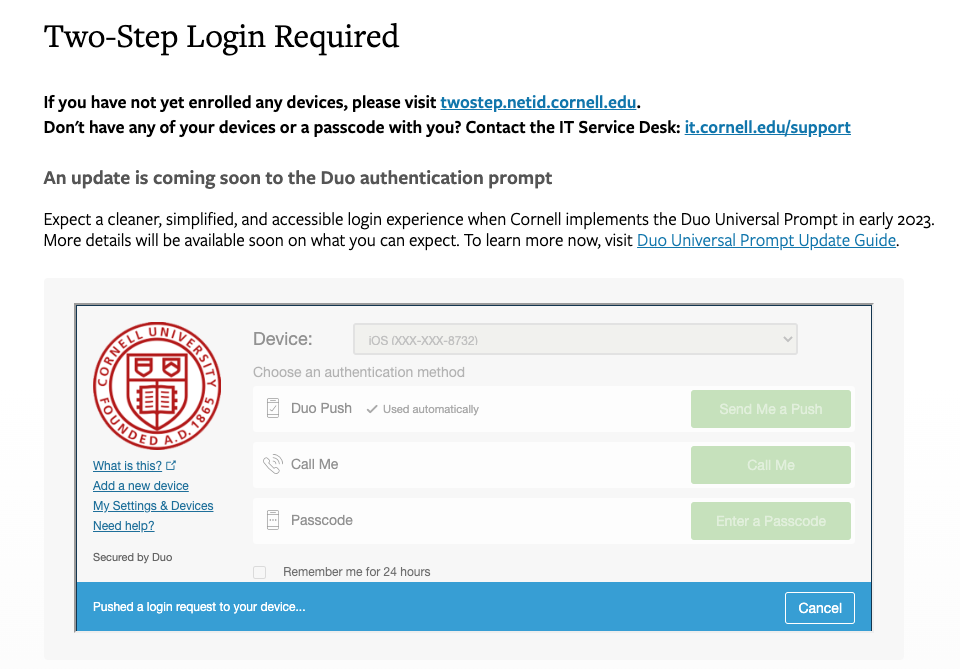 Two-Step Login Required
If you have not yet enrolled any devices, please visit twostep.netid.cornell.edu.
Don't have any of your devices or a passcode with you? Contact the IT Service Desk: it.cornell.edu/support
An update is coming soon to the Duo authentication prompt
Expect a cleaner, simplified, and accessible login experience when Cornell implements the Duo Universal Prompt in early 2023.
More details will be available soon on what you can expect. To learn more now, visit Duo Universal Prompt Update Guide.
CORNELL UNIVERSITY
FOUNDED A.D. 1865
What is this?
Add a new device
My Settings & Devices
Need help?
Secured by Duo
Device: iOS (XXX-XXX-8732)
Choose an authentication method
Duo Push Used automatically Send Me a Push
Call Me Call Me
Passcode Enter a Passcode
Remember me for 24 hours
Pushed a login request to your device... Cancel